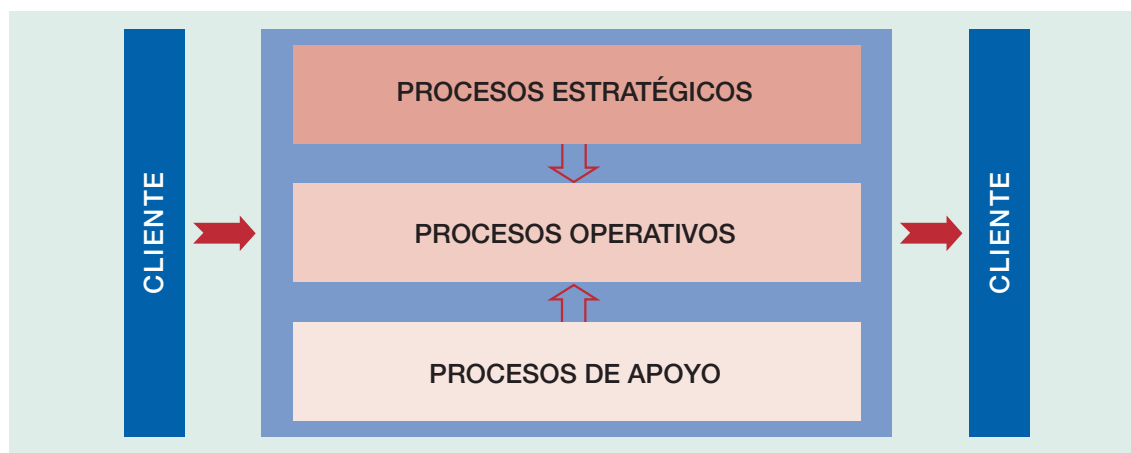 CLIENTE
PROCESOS ESTRATÉGICOS
PROCESOS OPERATIVOS
PROCESOS DE APOYO
CLIENTE